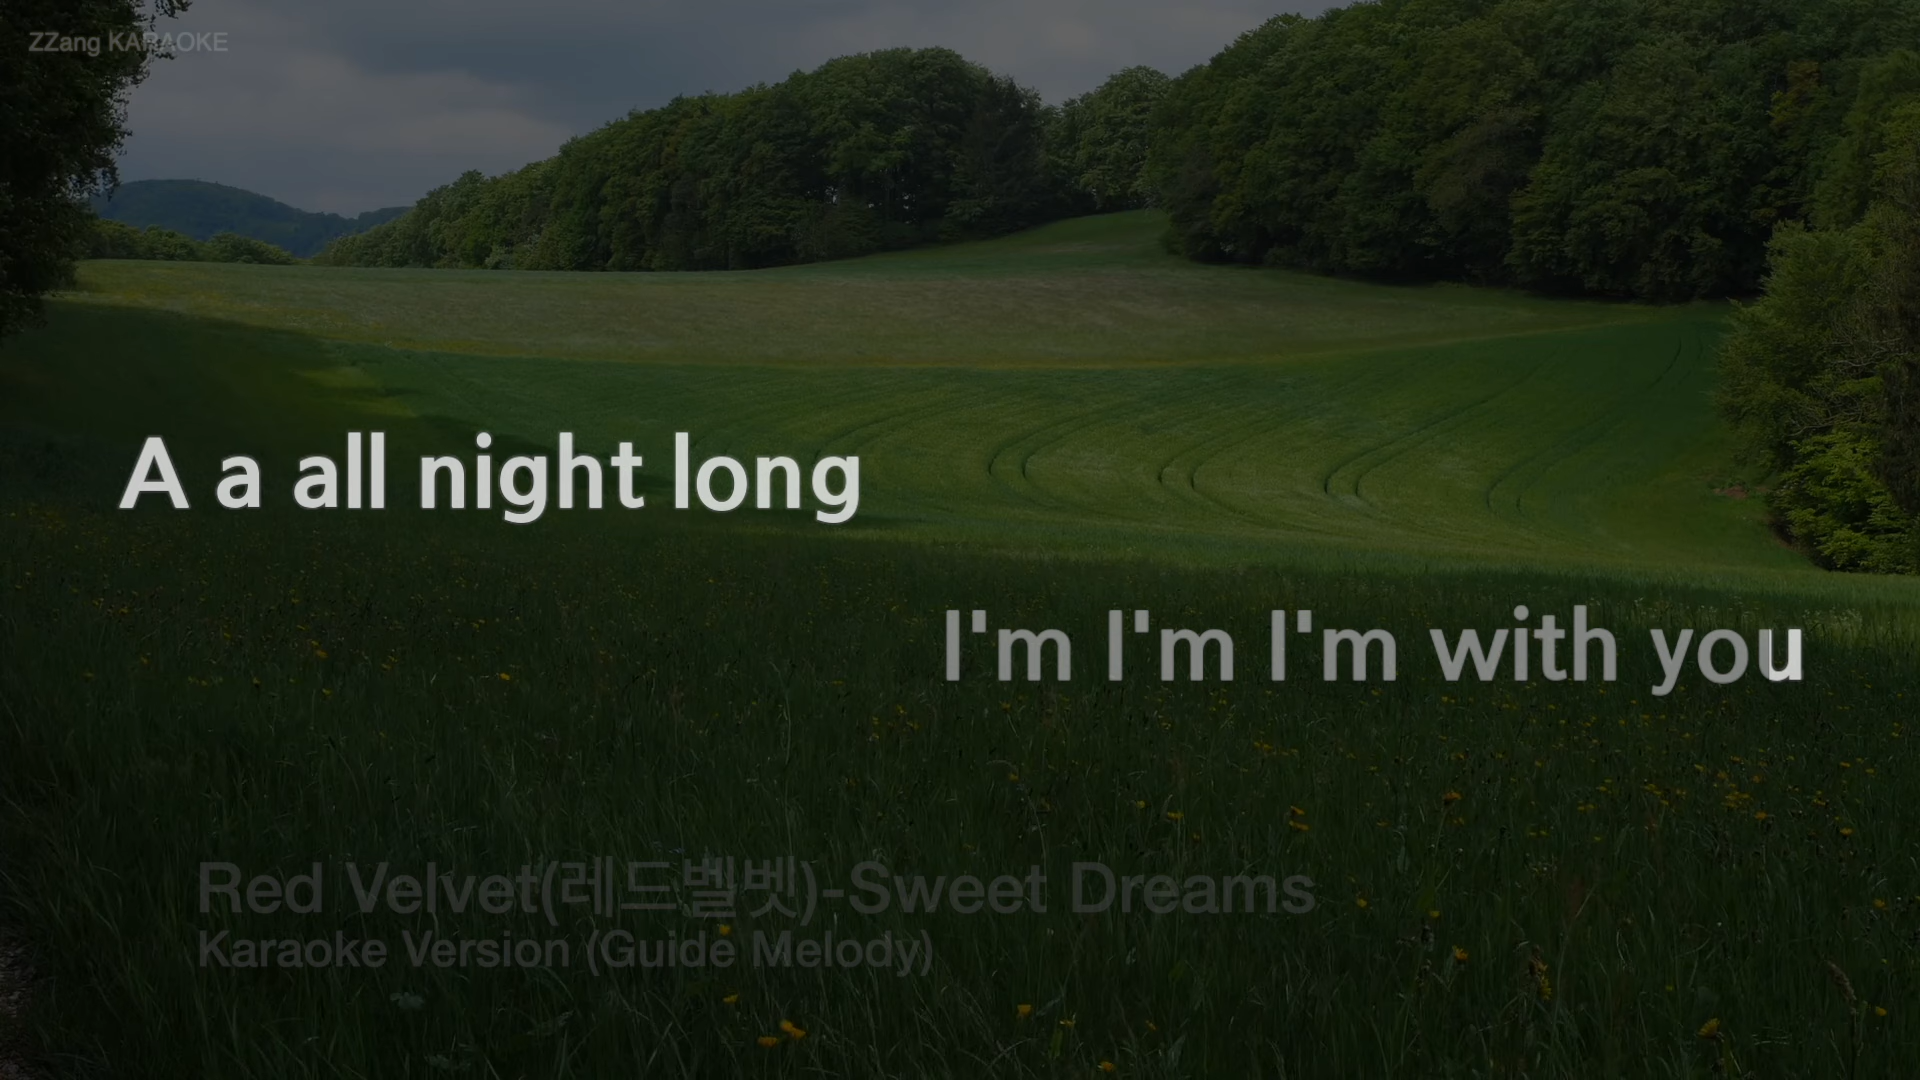 ZZang KARAOKE
A a all night long
I'm I'm I'm with you
Red Velvet(레드벨벳)-Sweet Dreams
Karaoke Version (Guide Melody)